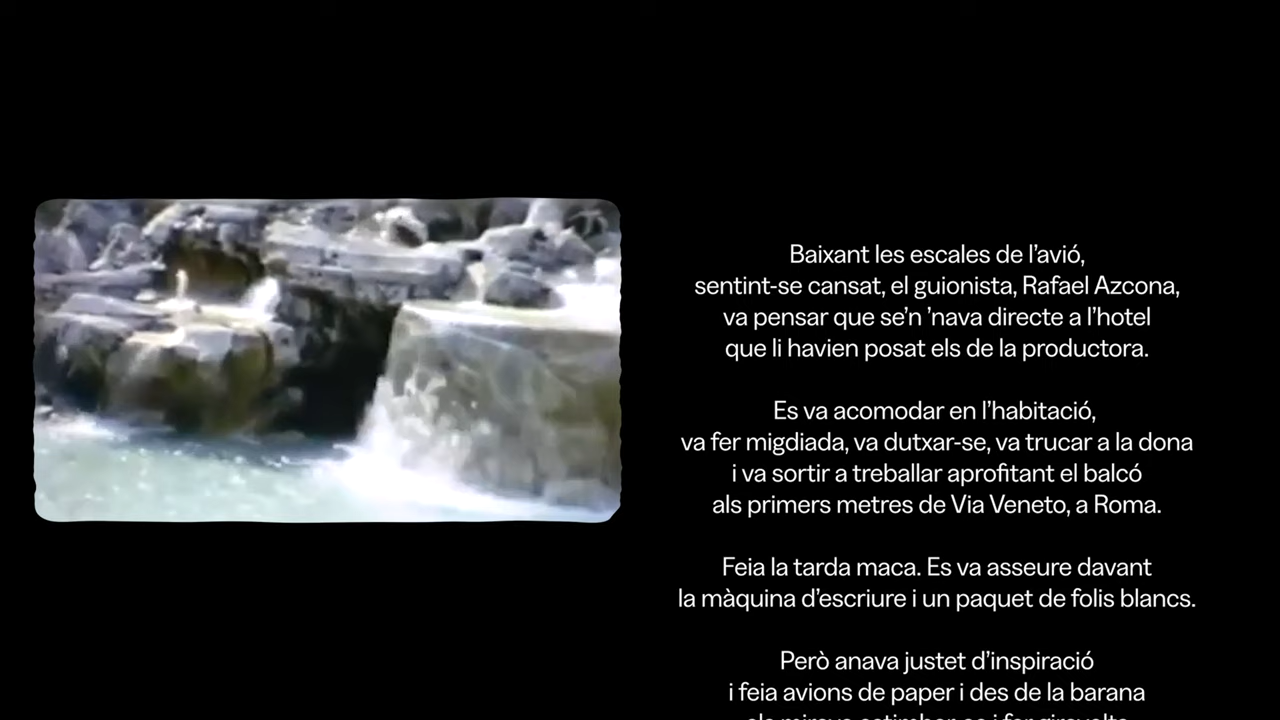 Baixant les escales de l’avió,
sentint-se cansat, el guionista, Rafael Azcona,
va pensar que se’n ’nava directe a l’hotel
que li havien posat els de la productora.
Es va acomodar en l’habitació,
va fer migdiada, va dutxar-se, va trucar a la dona
i va sortir a treballar aprofitant el balcó
als primers metres de Via Veneto, a Roma.
Feia la tarda maca. Es va asseure davant
la màquina d’escriure i un paquet de folis blancs.
Però anava justet d’inspiració
i feia avions de paper i des de la barana